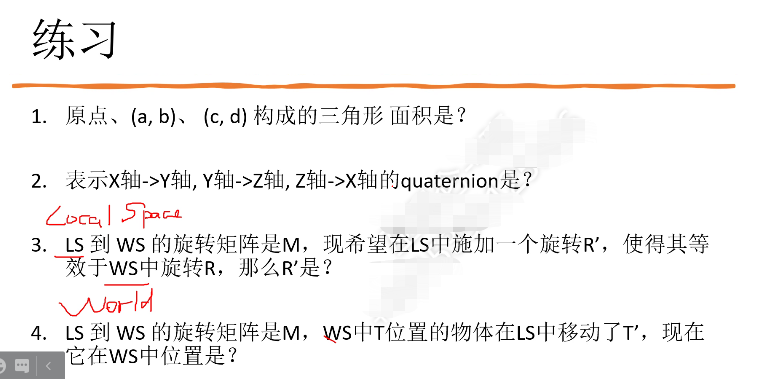 练习
1. 原点、(a, b)、 (c, d) 构成的三角形 面积是？
2. 表示X轴->Y轴, Y轴->Z轴, Z轴->X轴的quaternion是？
Local Space
3. LS 到 WS 的旋转矩阵是M，现希望在LS中施加一个旋转R’，使得其等
效于WS中旋转R，那么R’是？
World
4. LS 到 WS 的旋转矩阵是M，WS中T位置的物体在LS中移动了T’，现在
它在WS中位置是？